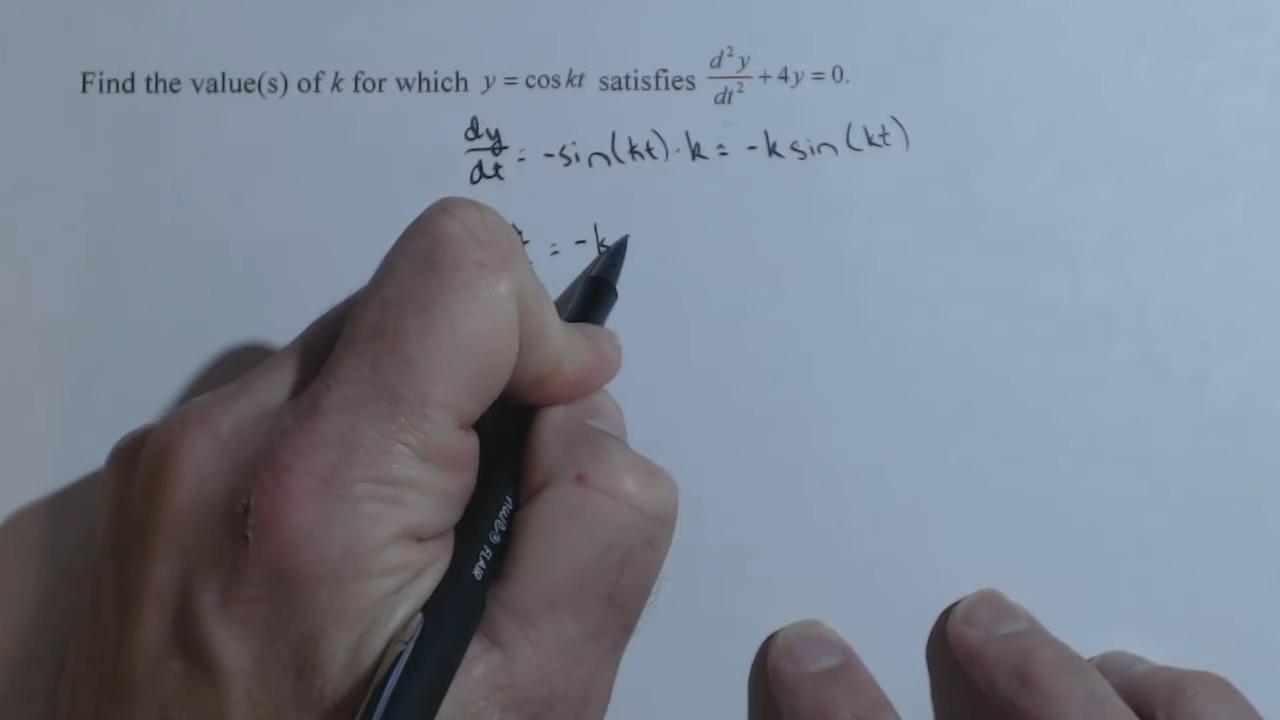 Find the value(s) of k for which y = cos kt satisfies d²y/dt² + 4y = 0.
dy/dt = -sin(kt)·k = -k sin(kt)
= -k
FLAIR